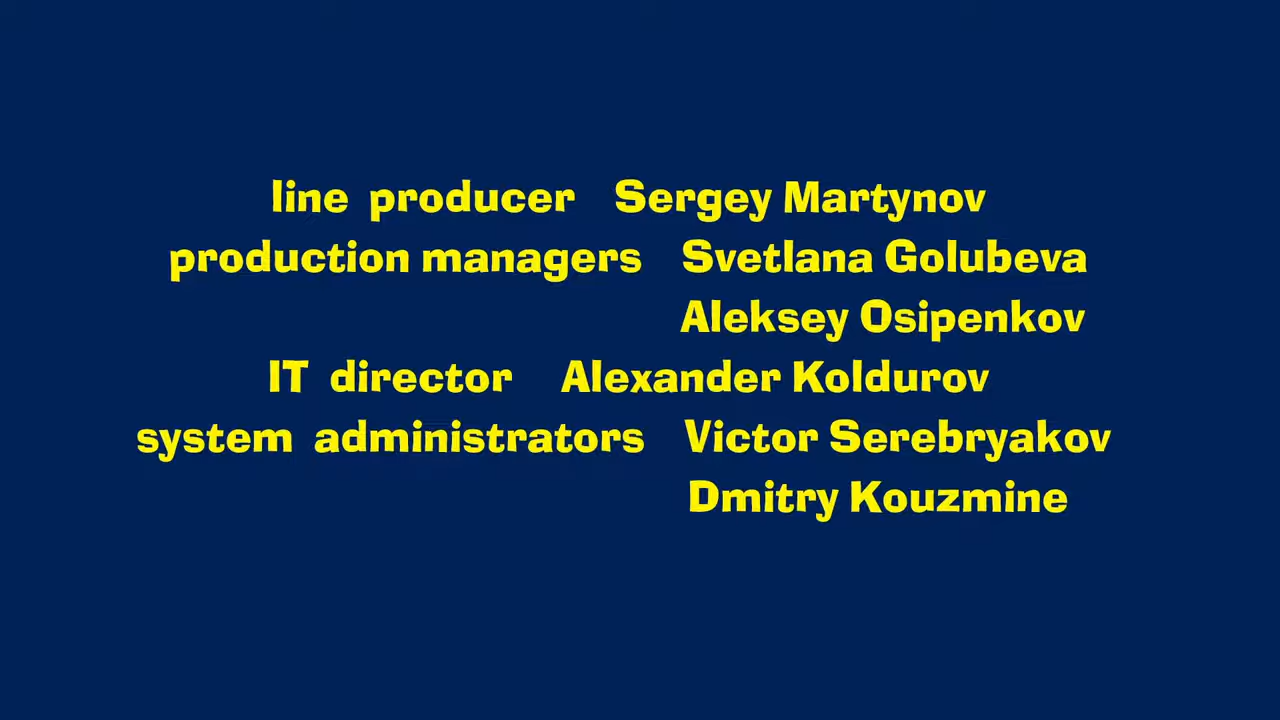 line producer Sergey Martynov
production managers Svetlana Golubeva
Aleksey Osipenkov
IT director Alexander Koldurov
system administrators Victor Serebryakov
Dmitry Kouzmine